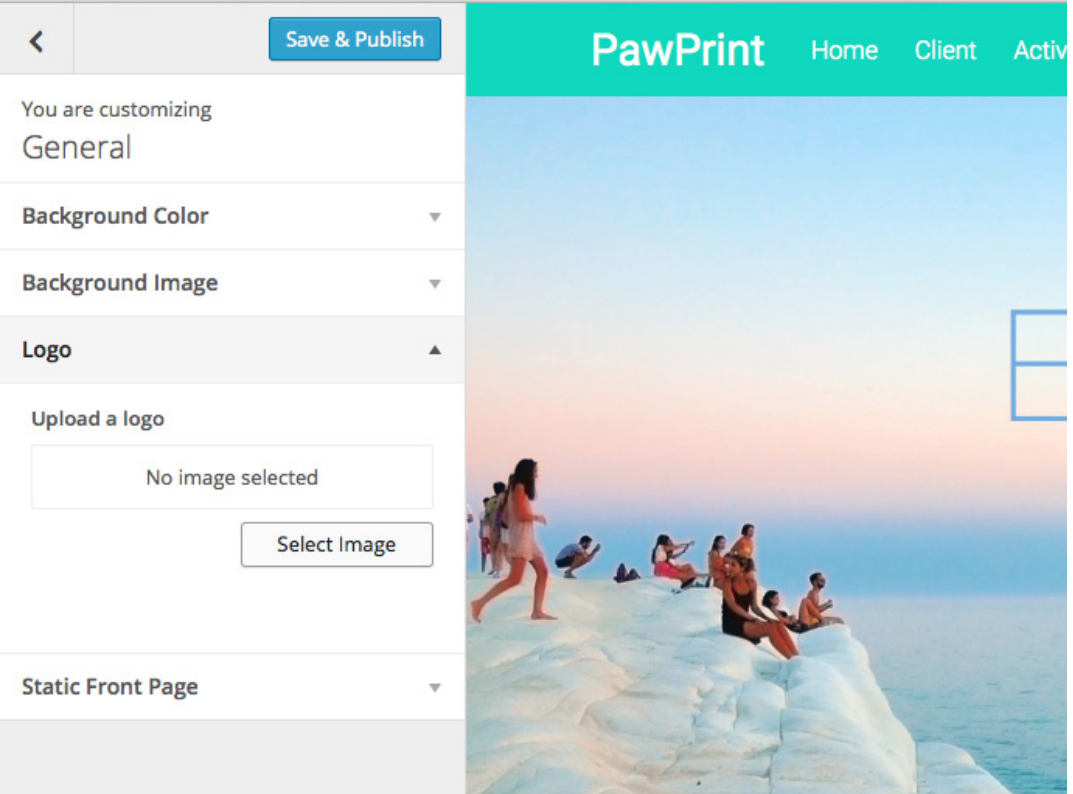 Save & Publish
PawPrint Home Client
You are customizing
General
Background Color
Background Image
Logo
Upload a logo
No image selected
Select Image
Static Front Page